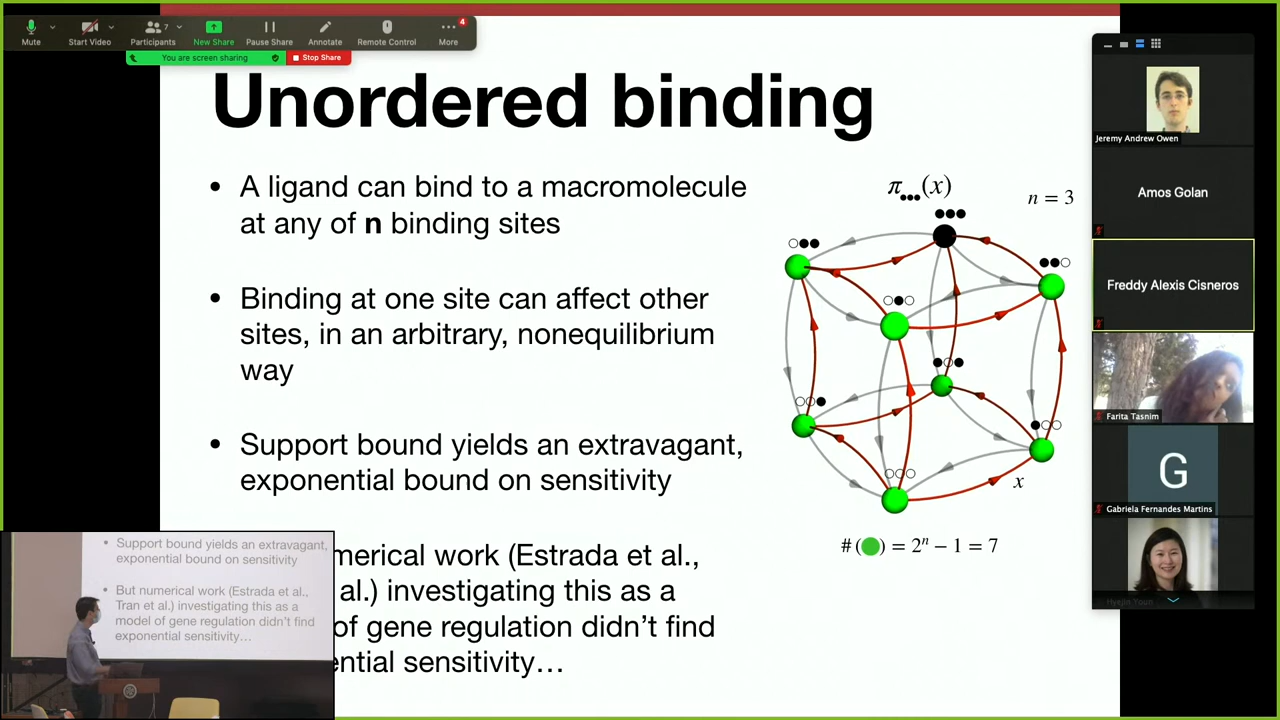 Mute
Start Video
Participants
7
New Share
Pause Share
Annotate
Remote Control
More
4
You are screen sharing
Stop Share
Unordered binding
• A ligand can bind to a macromolecule
at any of n binding sites
• Binding at one site can affect other
sites, in an arbitrary, nonequilibrium
way
• Support bound yields an extravagant,
exponential bound on sensitivity
merical work (Estrada et al.,
al.) investigating this as a
of gene regulation didn't find
ential sensitivity…
π●●●(x)
n = 3
●●●
○●●
●●○
○●○
●○●
○○●
●○○
○○○
x
#(●) = 2ⁿ − 1 = 7
Support bound yields an extravagant,
exponential bound on sensitivity
But numerical work (Estrada et al.,
Tran et al.) investigating this as a
model of gene regulation didn't find
exponential sensitivity…
Jeremy Andrew Owen
Amos Golan
Freddy Alexis Cisneros
Farita Tasnim
G
Gabriela Fernandes Martins
Hyejin Youn